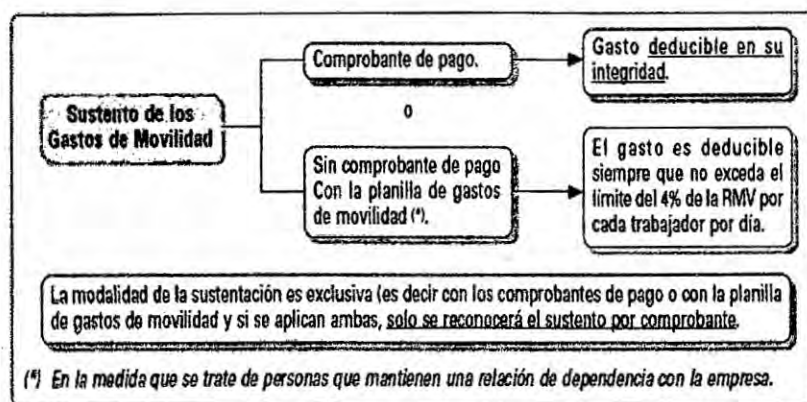 Sustento de los
Gastos de Movilidad
Comprobante de pago.
Gasto deducible en su
integridad.
o
Sin comprobante de pago
Con la planilla de gastos
de movilidad (*).
El gasto es deducible
siempre que no exceda el
límite del 4% de la RMV por
cada trabajador por día.
La modalidad de la sustentación es exclusiva (es decir con los comprobantes de pago o con la planilla
de gastos de movilidad y si se aplican ambas, solo se reconocerá el sustento por comprobante.
(*) En la medida que se trate de personas que mantienen una relación de dependencia con la empresa.